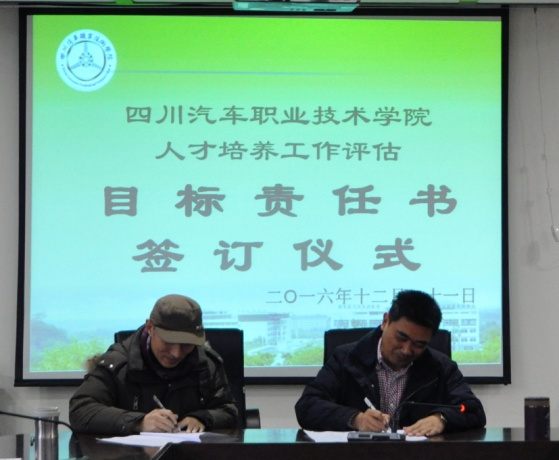 四川汽车职业技术学院
人才培养工作评估
目标责任书
签订仪式
二〇一六年十二月 十一日